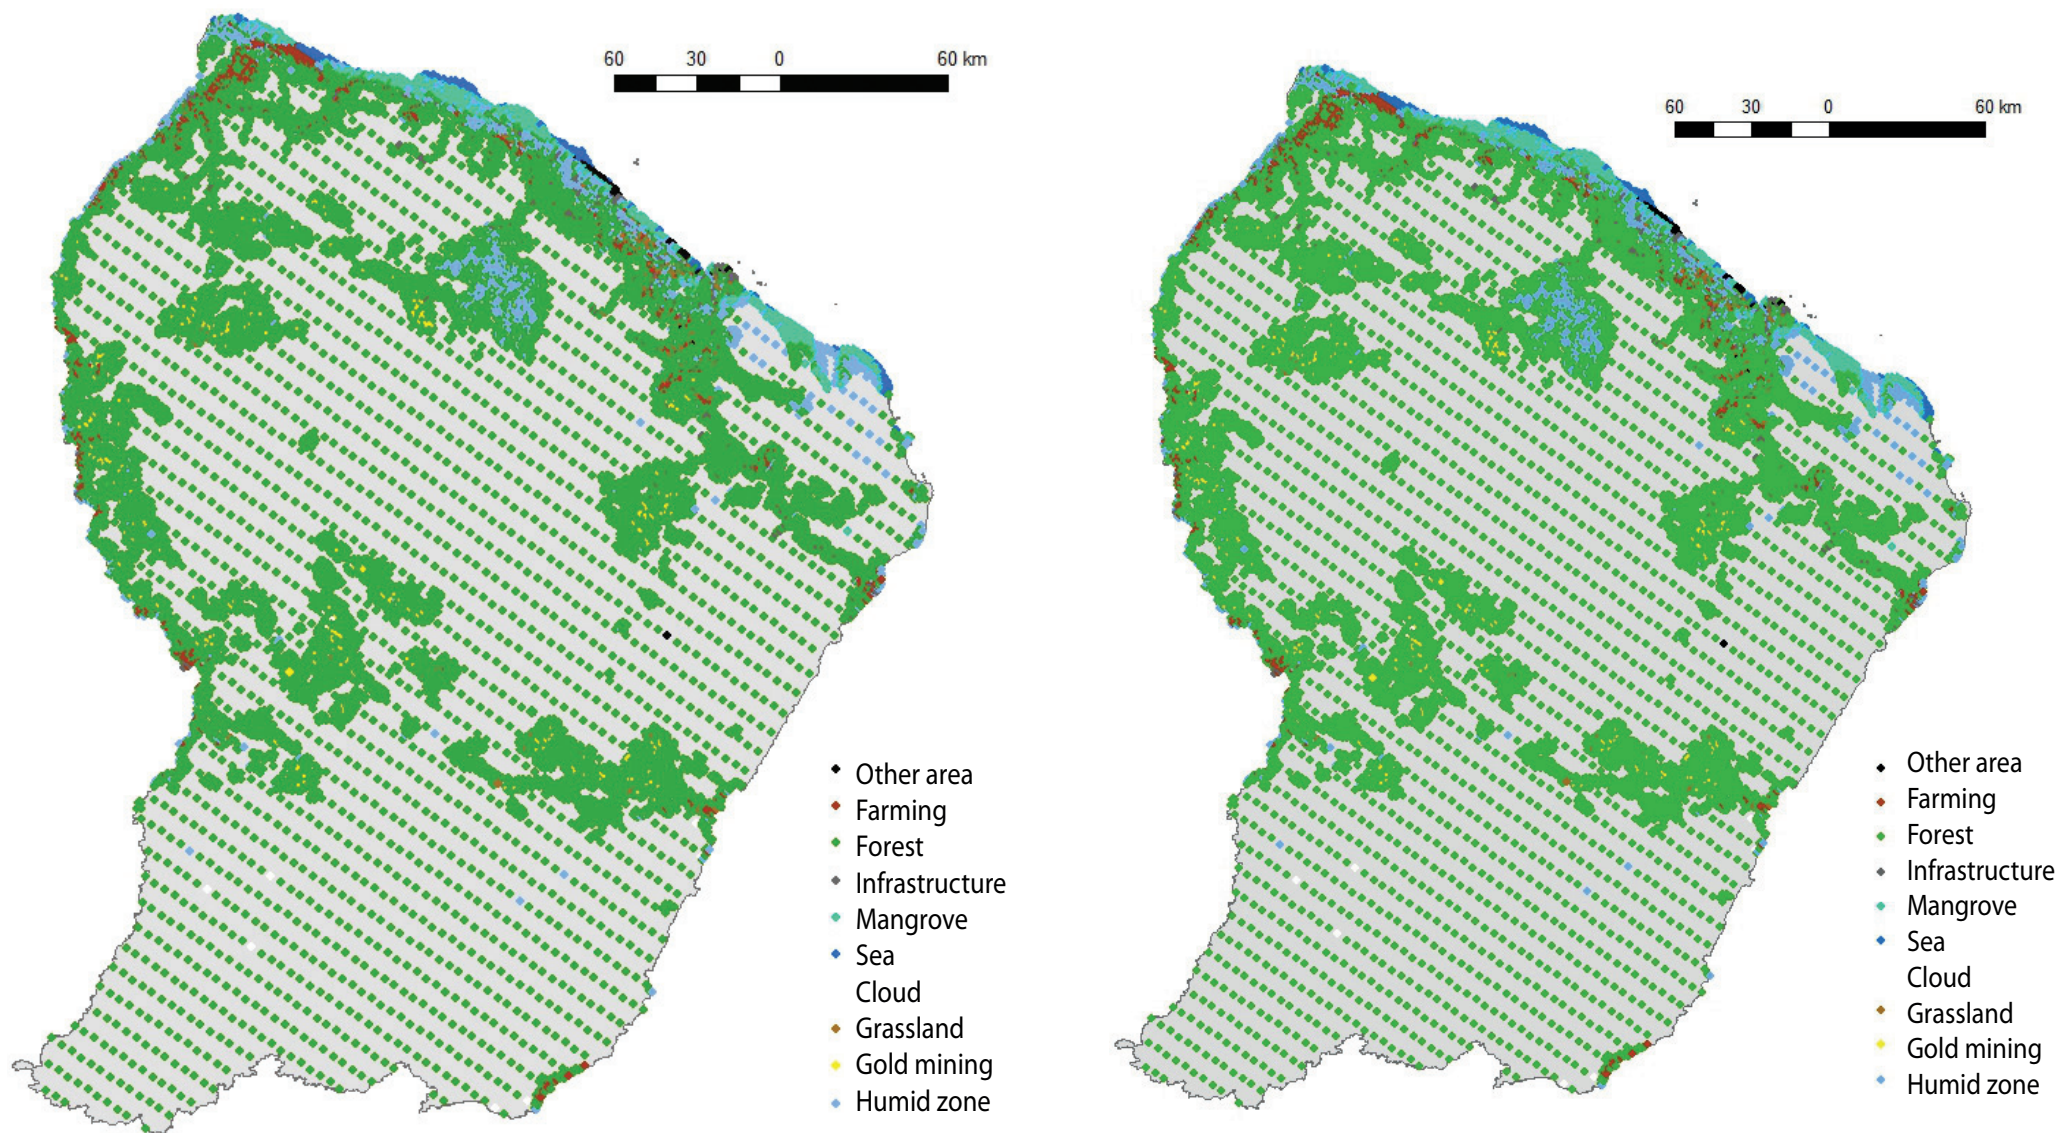 60 30 0 60 km
Other area
Farming
Forest
Infrastructure
Mangrove
Sea
Cloud
Grassland
Gold mining
Humid zone
60 30 0 60 km
Other area
Farming
Forest
Infrastructure
Mangrove
Sea
Cloud
Grassland
Gold mining
Humid zone